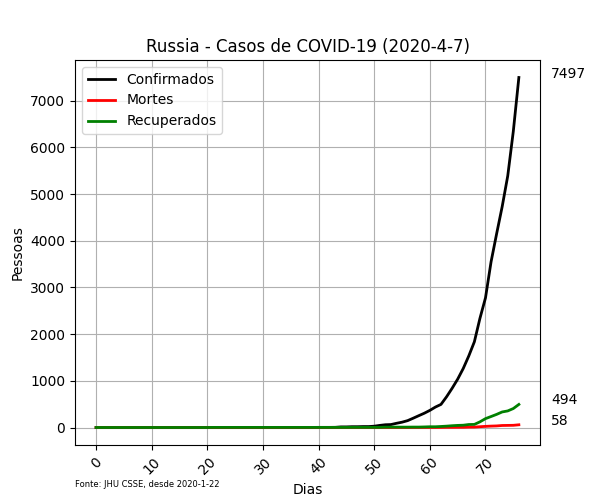 Russia - Casos de COVID-19 (2020-4-7)
Confirmados
Mortes
Recuperados
7497
494
58
Pessoas
7000
6000
5000
4000
3000
2000
1000
0
0
10
20
30
40
50
60
70
Dias
Fonte: JHU CSSE, desde 2020-1-22